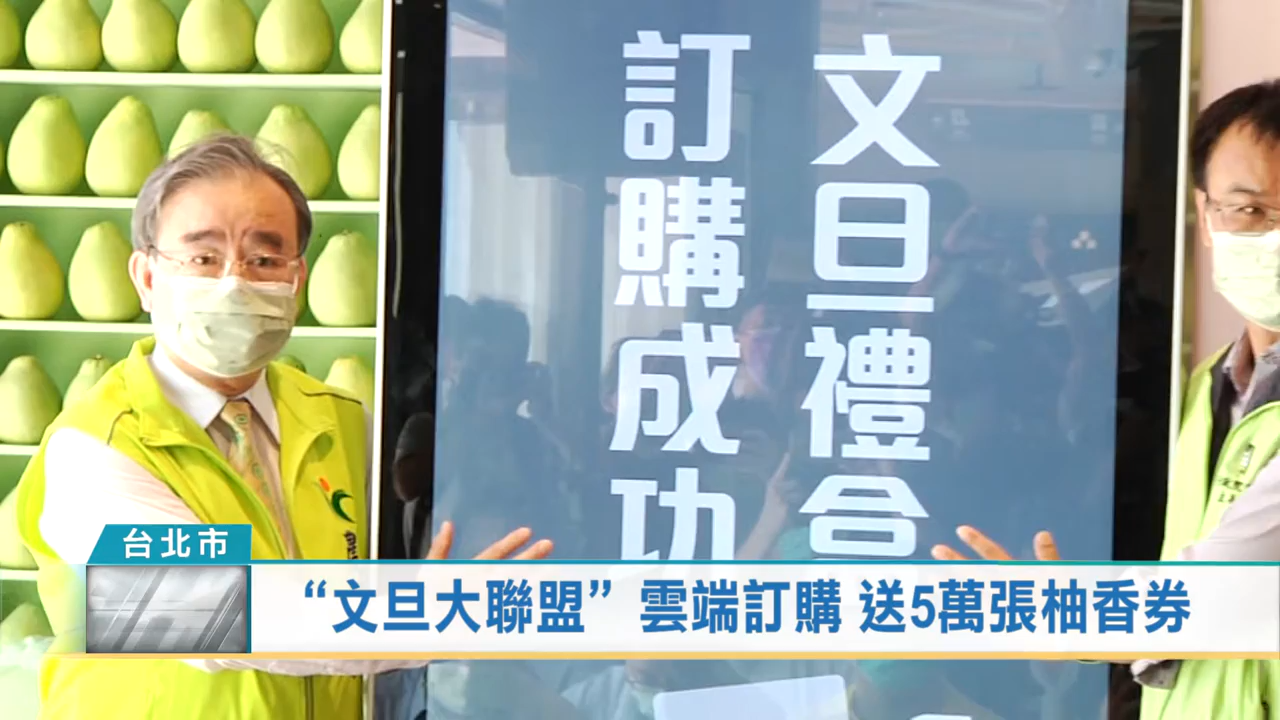 文旦禮盒
訂購成功
台北市
“文旦大聯盟”雲端訂購 送5萬張柚香券